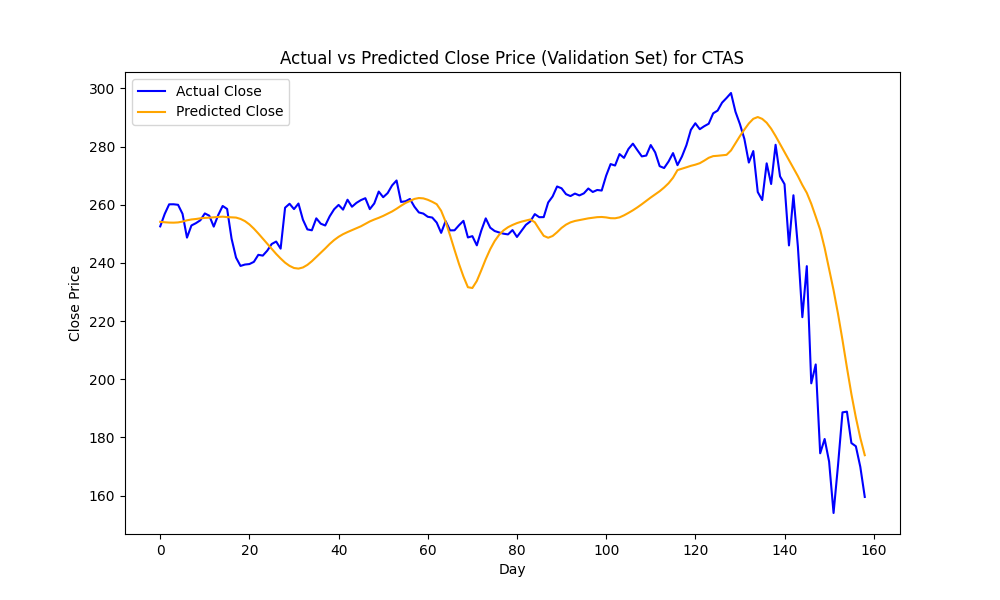 Actual vs Predicted Close Price (Validation Set) for CTAS
Actual Close
Predicted Close
Close Price
300
280
260
240
220
200
180
160
0 20 40 60 80 100 120 140 160
Day